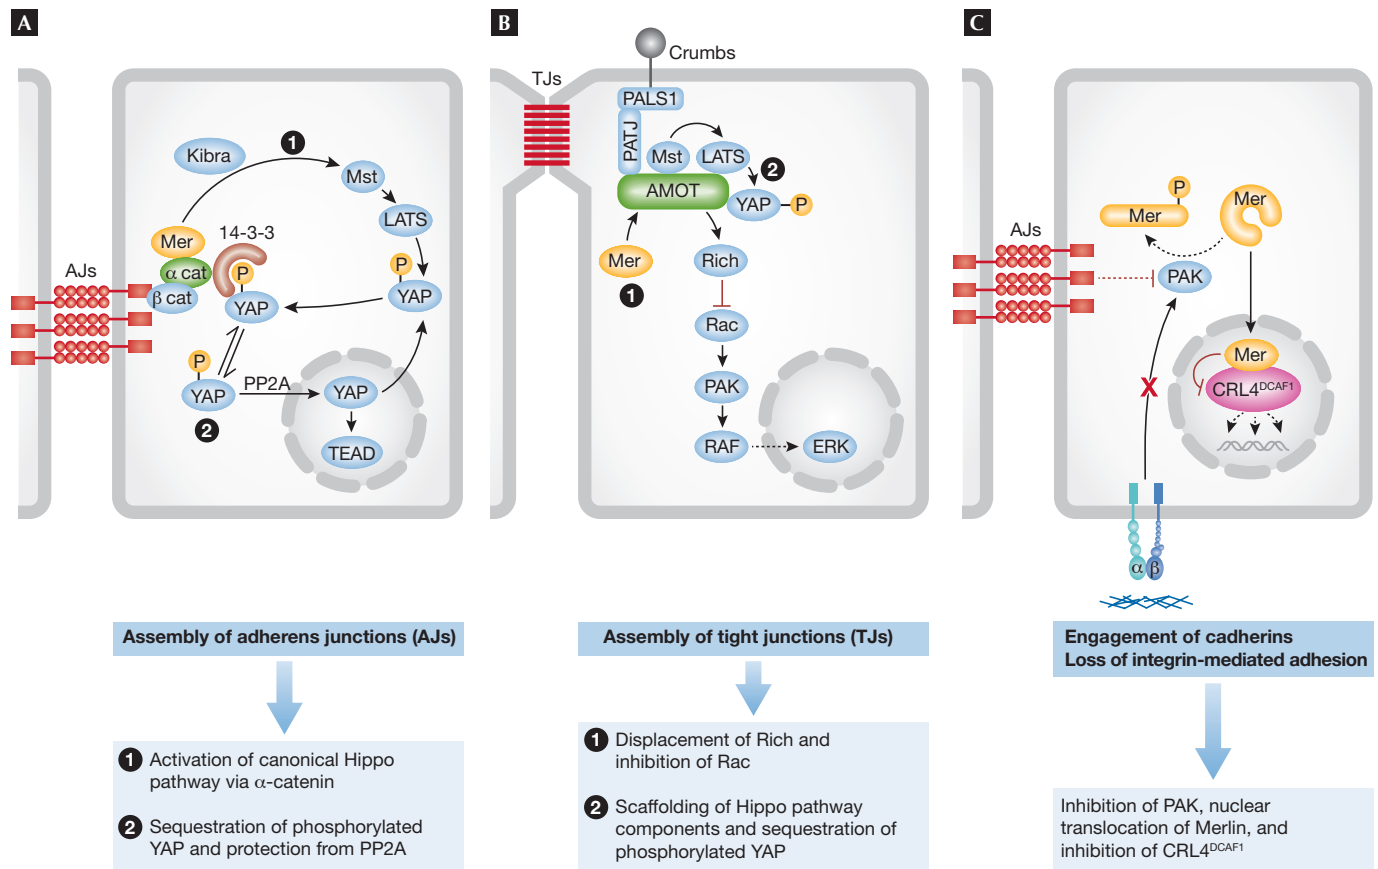 A
Kibra
1
Mst
LATS
Mer
14-3-3
α cat
P
P
AJs
β cat
YAP
YAP
P
YAP
PP2A
YAP
2
TEAD
Assembly of adherens junctions (AJs)
1 Activation of canonical Hippo
pathway via α-catenin
2 Sequestration of phosphorylated
YAP and protection from PP2A
B
Crumbs
TJs
PALS1
PATJ
Mst
LATS
2
AMOT
YAP
P
Mer
1
Rich
Rac
PAK
RAF
ERK
Assembly of tight junctions (TJs)
1 Displacement of Rich and
inhibition of Rac
2 Scaffolding of Hippo pathway
components and sequestration of
phosphorylated YAP
C
P
Mer
Mer
AJs
PAK
Mer
CRL4DCAF1
X
α β
Engagement of cadherins
Loss of integrin-mediated adhesion
Inhibition of PAK, nuclear
translocation of Merlin, and
inhibition of CRL4DCAF1